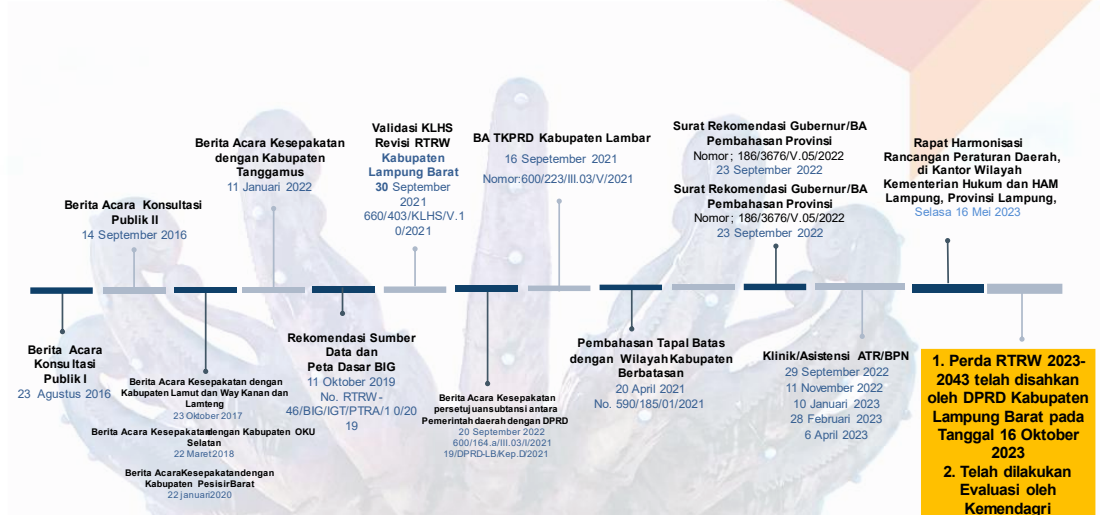 Berita Acara
Konsultasi
Publik I
23 Agustus 2016
Berita Acara Konsultasi
Publik II
14 September 2016
Berita Acara Kesepakatan dengan
Kabupaten Lamut dan Way Kanan dan
Lamteng
23 Oktober 2017
Berita Acara Kesepakatan dengan Kabupaten OKU
Selatan
22 Maret 2018
Berita Acara Kesepakatan dengan
Kabupaten Pesisir Barat
22 januari 2020
Berita Acara Kesepakatan
dengan Kabupaten
Tanggamus
11 Januari 2022
Rekomendasi Sumber
Data dan
Peta Dasar BIG
11 Oktober 2019
No. RTRW -
46/BIG/IGT/PTRA/1 0/20
19
Validasi KLHS
Revisi RTRW
Kabupaten
Lampung Barat
30 September
2021
660/403/KLHS/V.1
0/2021
Berita Acara Kesepakatan
persetujuan subtansi antara
Pemerintah daerah dengan DPRD
20 September 2022
600/164.a/III.03/I/2021
19/DPRD-LB/Kep.D/2021
BA TKPRD Kabupaten Lambar
16 Sepetember 2021
Nomor:600/223/III.03/V/2021
Pembahasan Tapal Batas
dengan Wilayah Kabupaten
Berbatasan
20 April 2021
No. 590/185/01/2021
Surat Rekomendasi Gubernur/BA
Pembahasan Provinsi
Nomor ; 186/3676/V.05/2022
23 September 2022
Surat Rekomendasi Gubernur/BA
Pembahasan Provinsi
Nomor ; 186/3676/V.05/2022
23 September 2022
Klinik/Asistensi ATR/BPN
29 September 2022
11 November 2022
10 Januari 2023
28 Februari 2023
6 April 2023
Rapat Harmonisasi
Rancangan Peraturan Daerah,
di Kantor Wilayah
Kementerian Hukum dan HAM
Lampung, Provinsi Lampung,
Selasa 16 Mei 2023
1. Perda RTRW 2023-
2043 telah disahkan
oleh DPRD Kabupaten
Lampung Barat pada
Tanggal 16 Oktober
2023
2. Telah dilakukan
Evaluasi oleh
Kemendagri